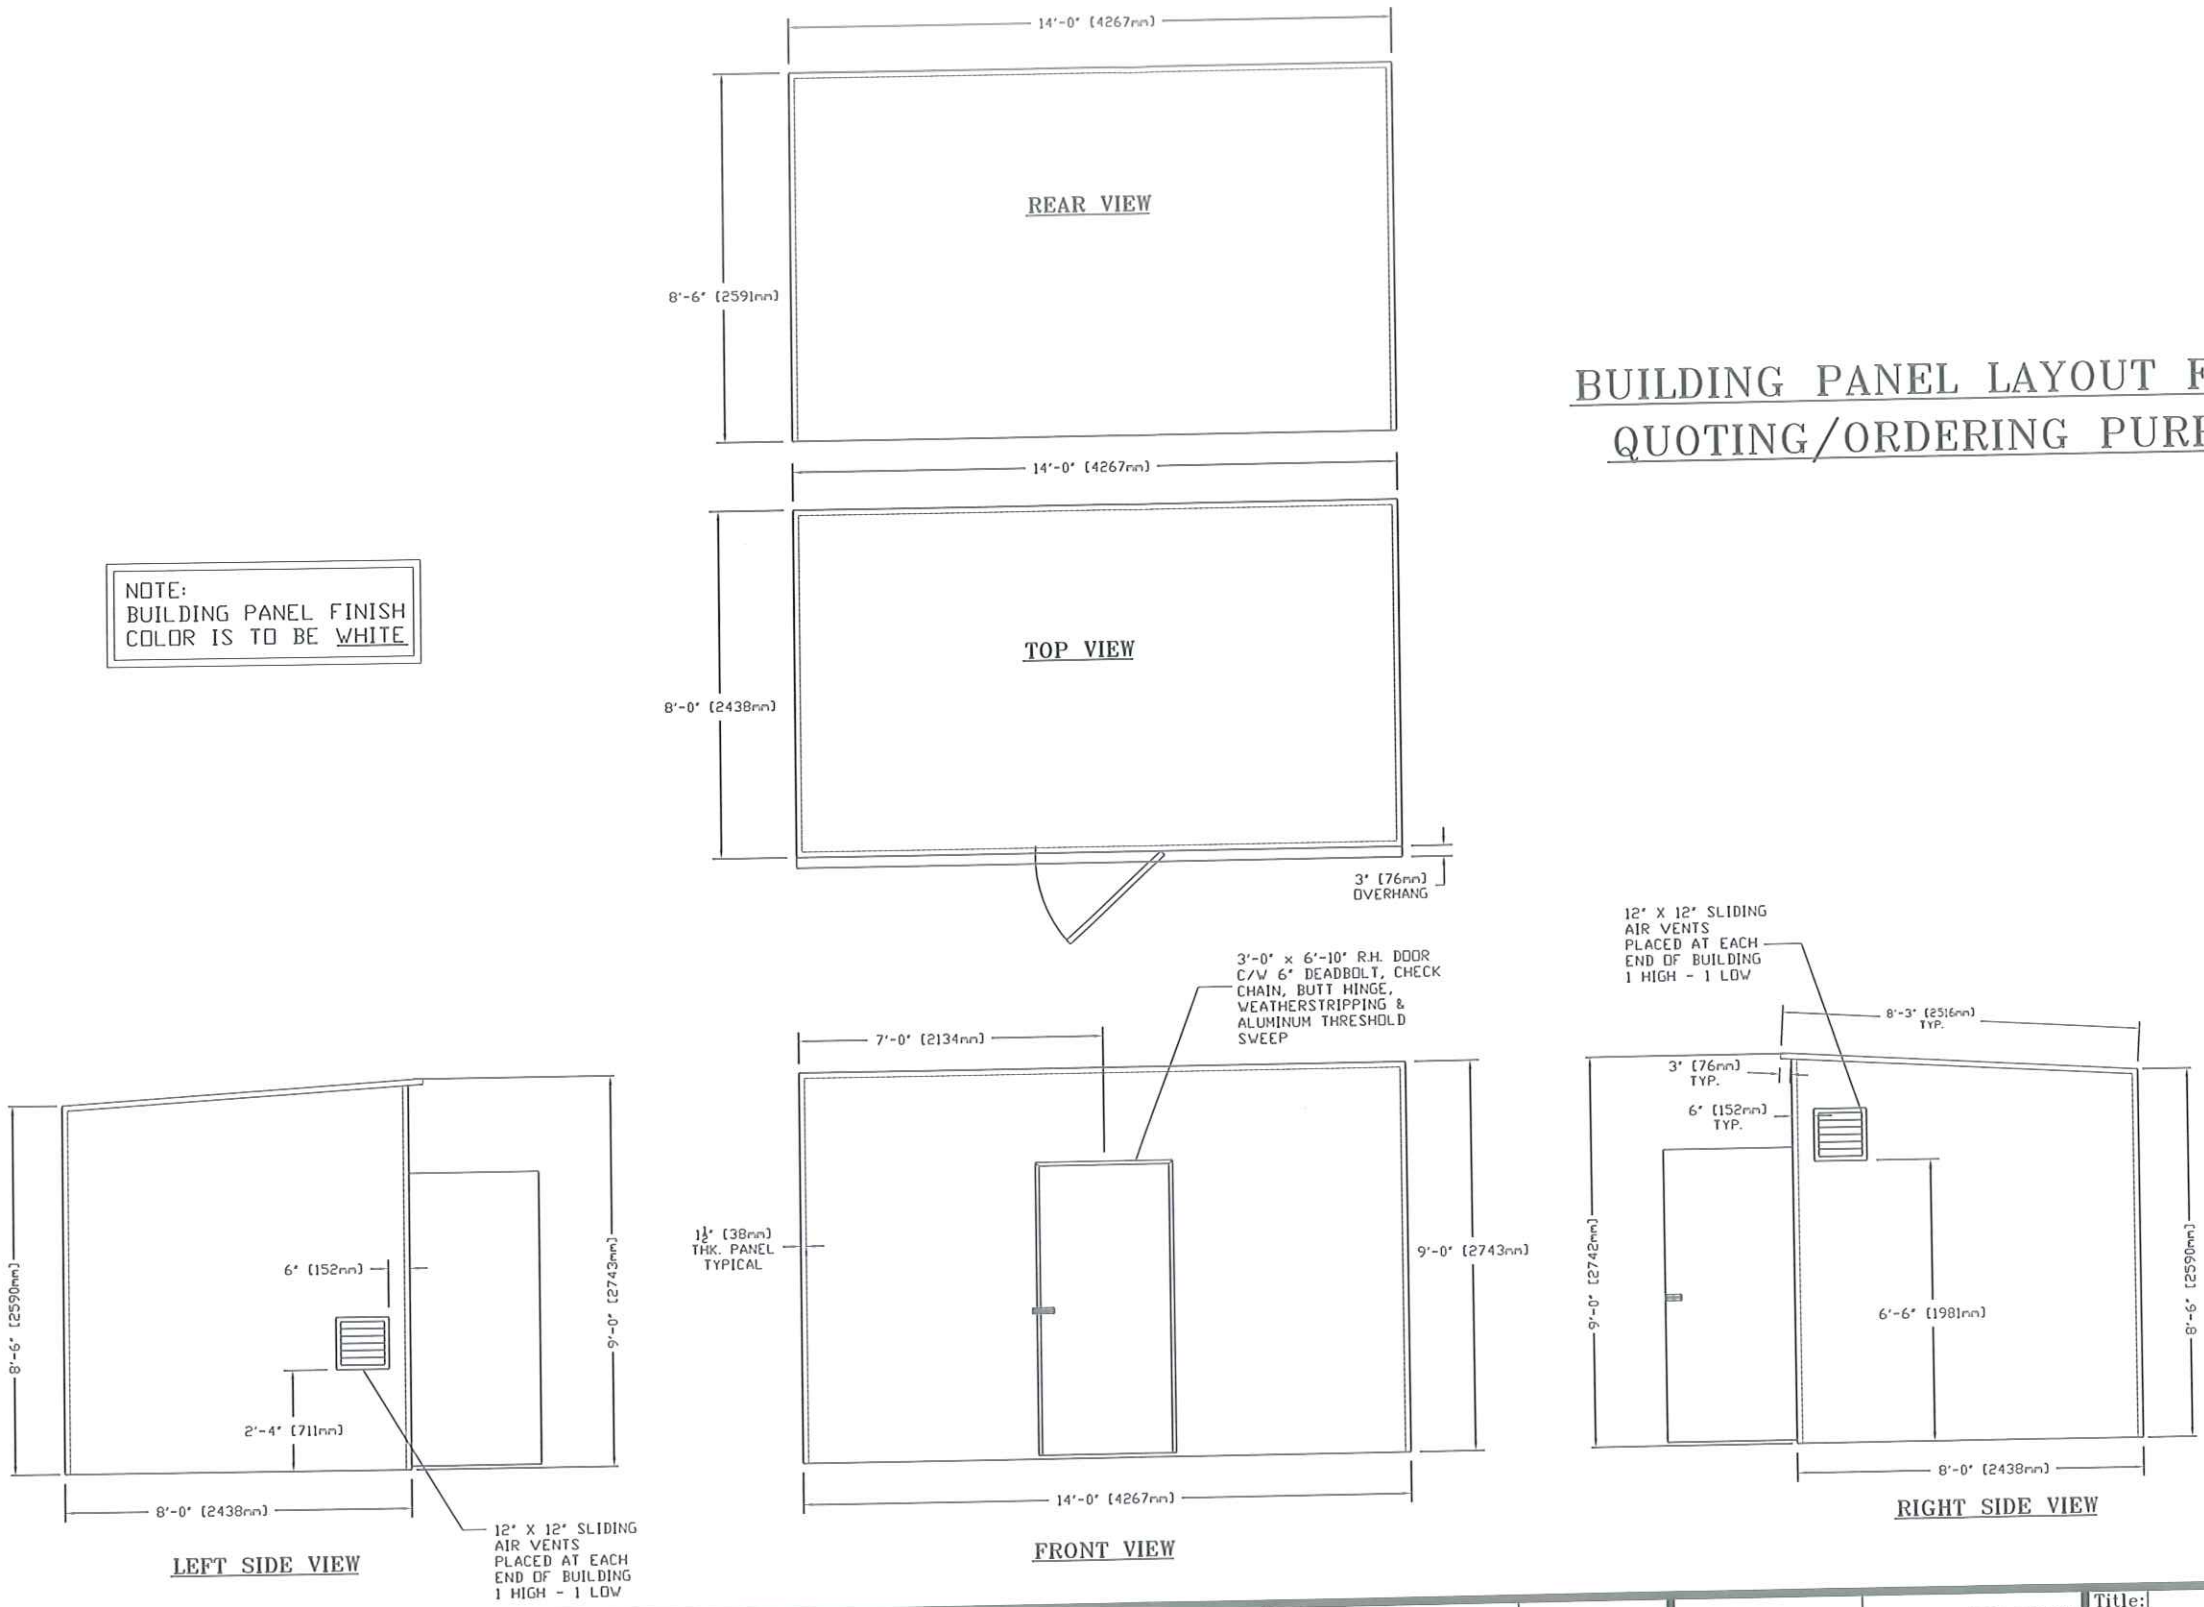 14'-0" [4267mm]
REAR VIEW
8'-6" [2591mm]
BUILDING PANEL LAYOUT
QUOTING/ORDERING
14'-0" [4267mm]
NOTE:
BUILDING PANEL FINISH
COLOR IS TO BE WHITE
TOP VIEW
8'-0" [2438mm]
3" [76mm]
OVERHANG
3'-0" x 6'-10" R.H. DOOR
C/W 6" DEADBOLT, CHECK
CHAIN, BUTT HINGE,
WEATHERSTRIPPING &
ALUMINUM THRESHOLD
SWEEP
12" X 12" SLIDING
AIR VENTS
PLACED AT EACH
END OF BUILDING
1 HIGH - 1 LOW
8'-6" [2590mm]
6" [152mm]
2'-4" [711mm]
9'-0" [2743mm]
8'-0" [2438mm]
LEFT SIDE VIEW
12" X 12" SLIDING
AIR VENTS
PLACED AT EACH
END OF BUILDING
1 HIGH - 1 LOW
7'-0" [2134mm]
1½" [38mm]
THK. PANEL
TYPICAL
9'-0" [2743mm]
14'-0" [4267mm]
FRONT VIEW
8'-3" [2516mm]
TYP.
3" [76mm]
TYP.
6" [152mm]
TYP.
9'-0" [2742mm]
6'-6" [1981mm]
8'-6" [2590mm]
8'-0" [2438mm]
RIGHT SIDE VIEW
Title: